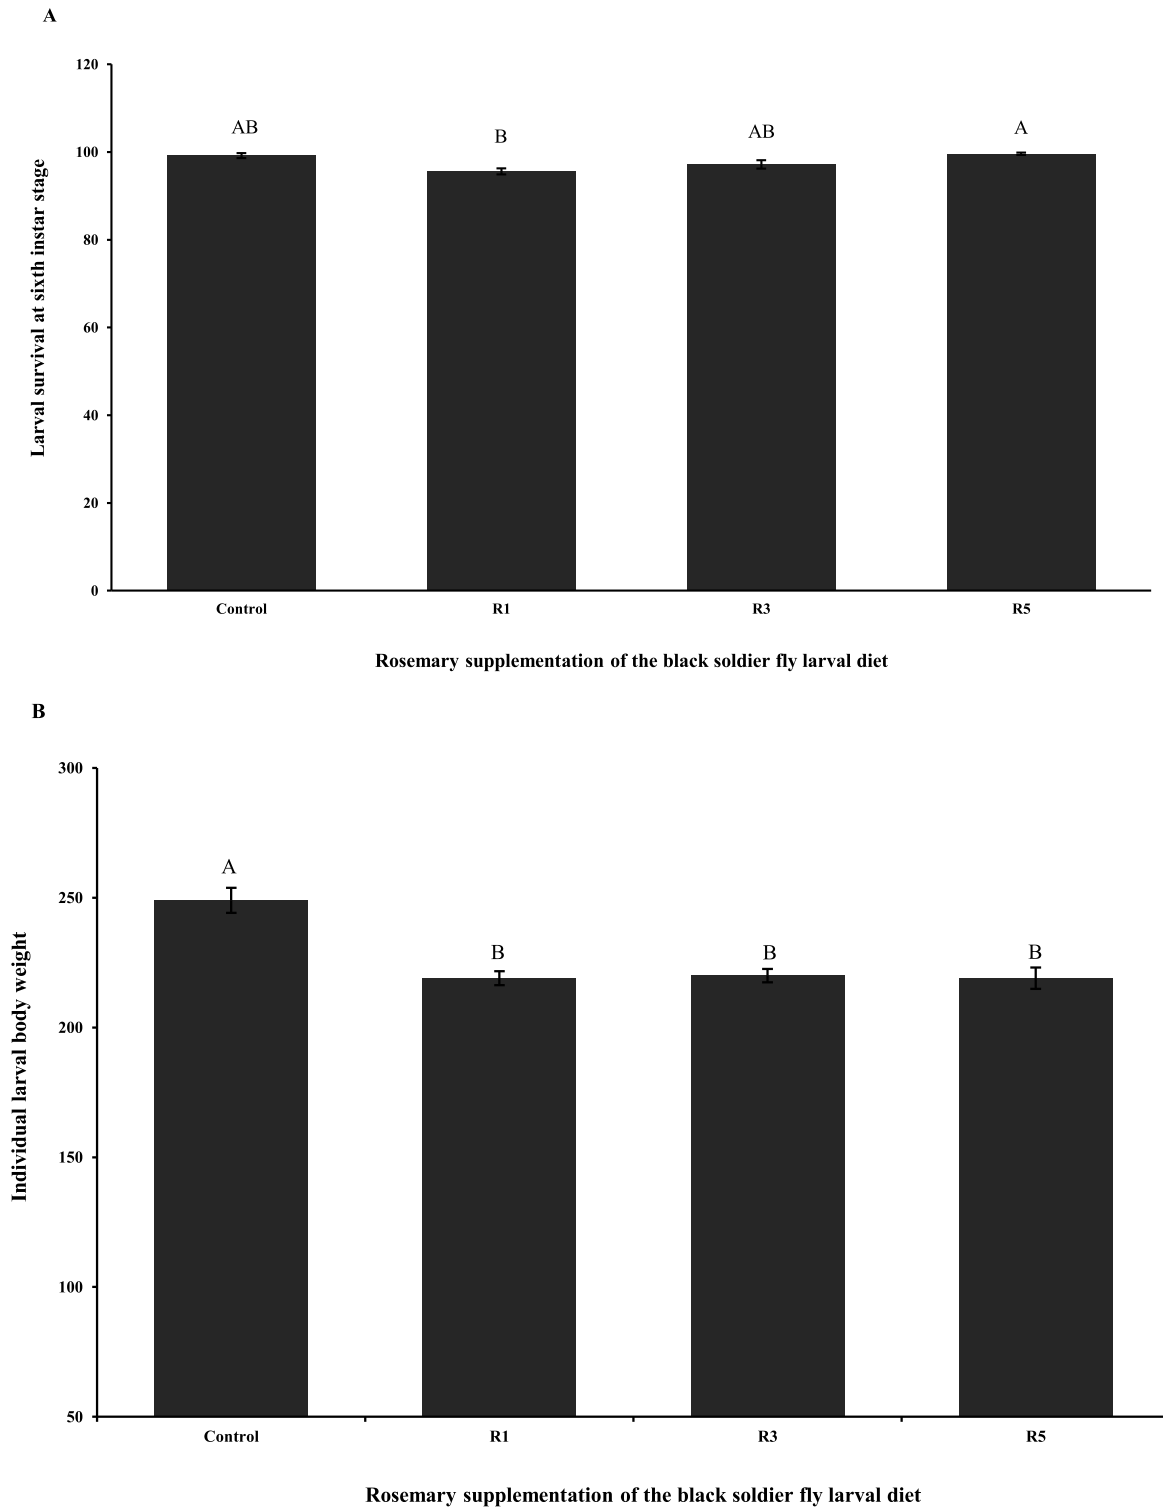 A
120
100
80
60
40
20
0
Larval survival at sixth instar stage
AB
B
AB
A
Control
R1
R3
R5
Rosemary supplementation of the black soldier fly larval diet
B
300
250
200
150
100
50
Individual larval body weight
A
B
B
B
Control
R1
R3
R5
Rosemary supplementation of the black soldier fly larval diet